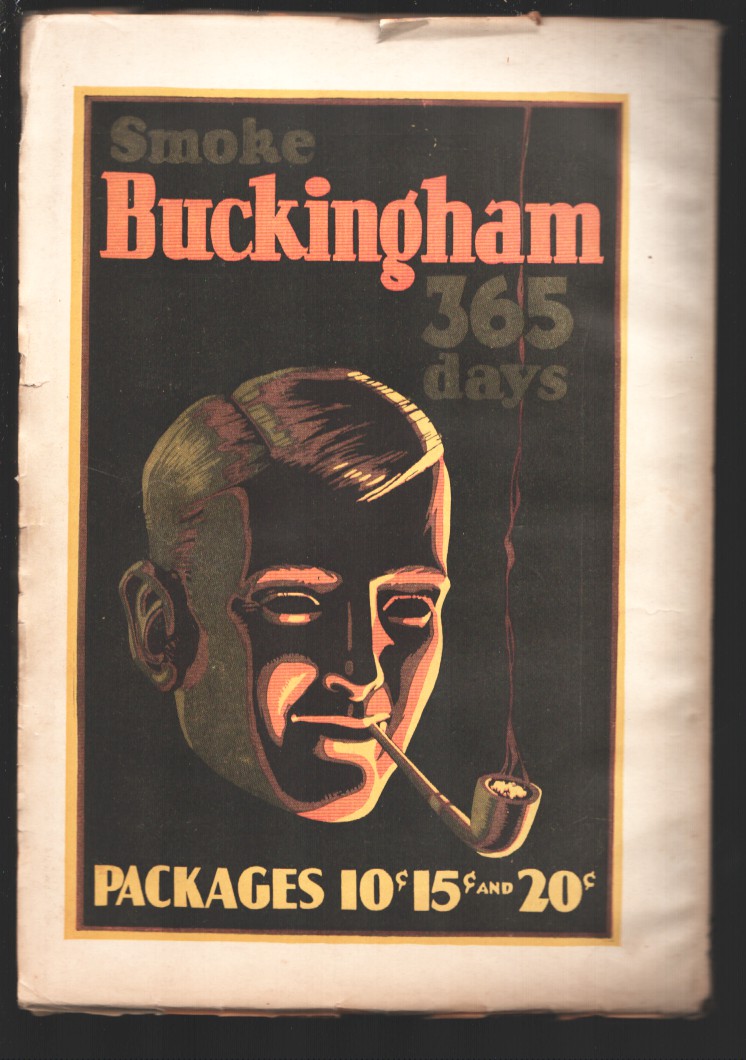 Smoke
Buckingham
365
days
PACKAGES 10¢ 15¢ AND 20¢